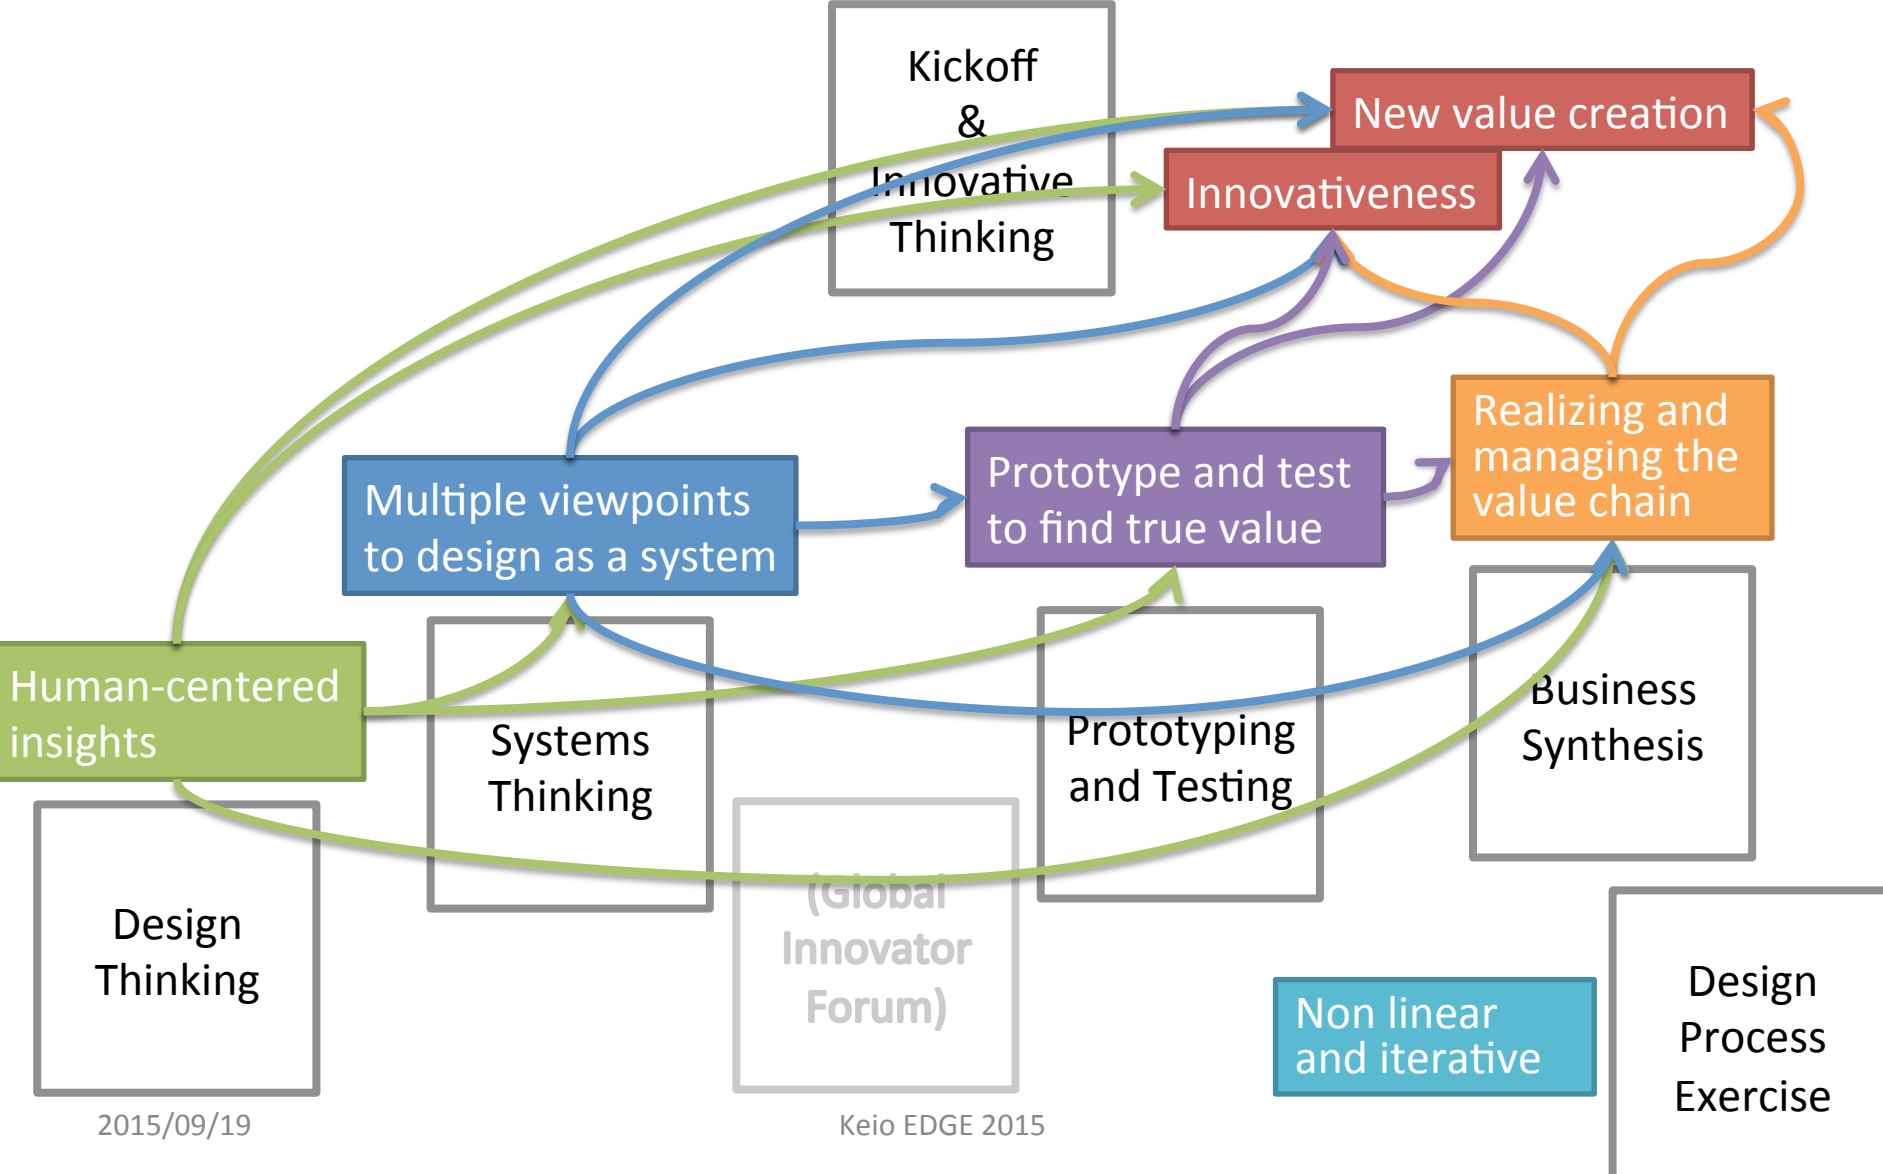 Kickoff
&
Innovative
Thinking
New value creation
Innovativeness
Realizing and
managing the
value chain
Multiple viewpoints
to design as a system
Prototype and test
to find true value
Human-centered
insights
Systems
Thinking
Prototyping
and Testing
Business
Synthesis
Design
Thinking
(Global
Innovator
Forum)
Non linear
and iterative
Design
Process
Exercise
2015/09/19
Keio EDGE 2015